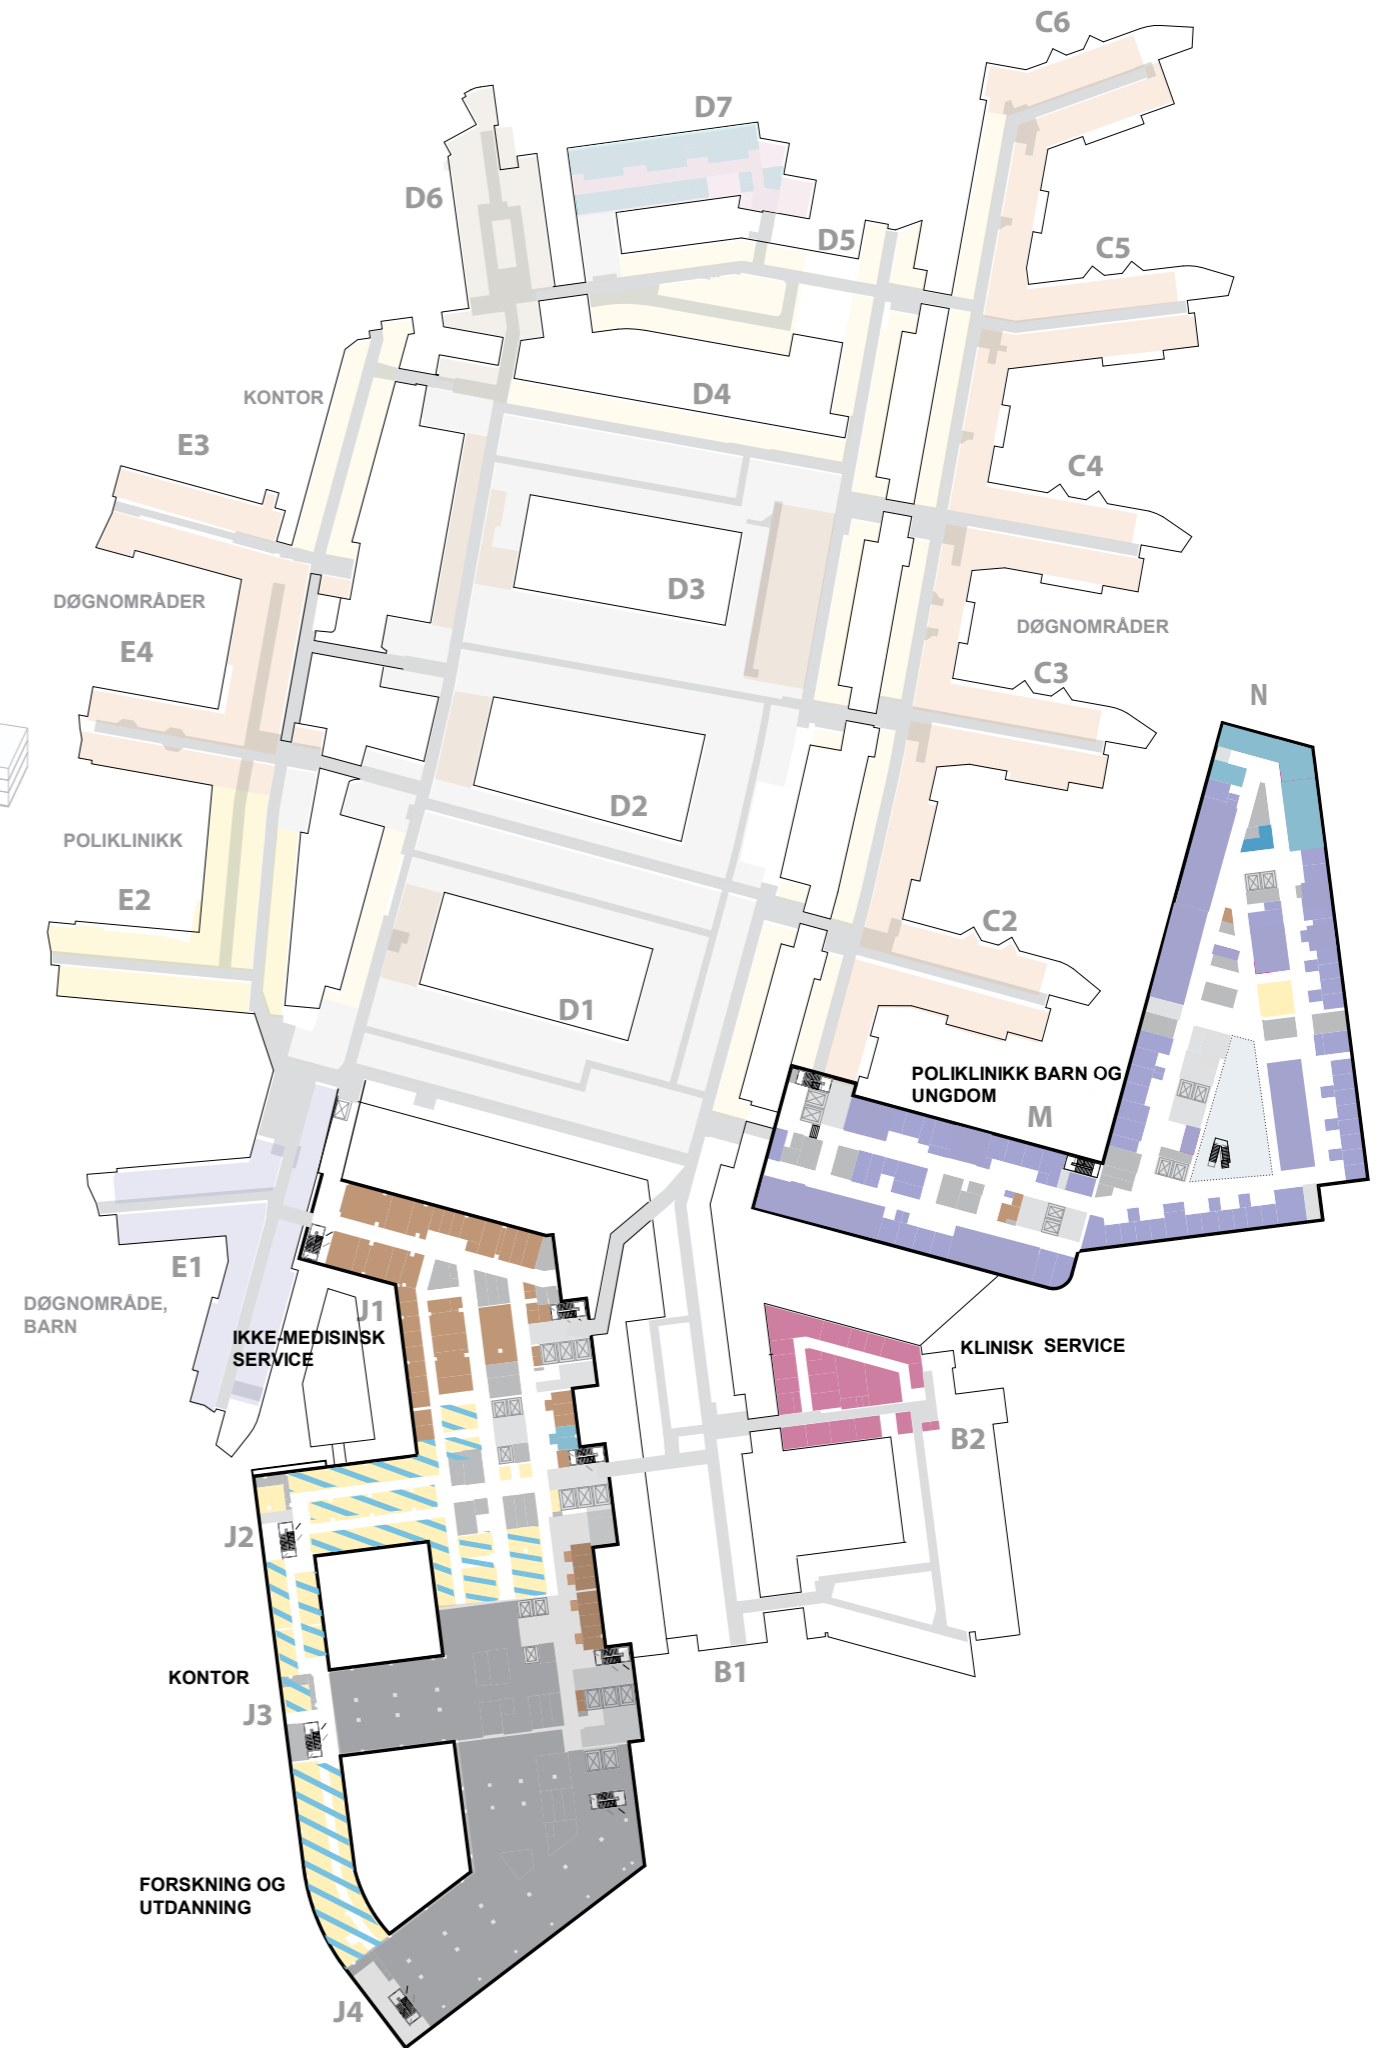 C6
D7
D6
D5
C5
KONTOR
D4
E3
C4
D3
DØGNOMRÅDER
DØGNOMRÅDER
E4
C3
N
D2
POLIKLINIKK
E2
C2
D1
POLIKLINIKK BARN OG
UNGDOM
M
E1
DØGNOMRÅDE,
BARN
J1
IKKE-MEDISINSK
SERVICE
KLINISK SERVICE
B2
J2
B1
KONTOR
J3
FORSKNING OG
UTDANNING
J4